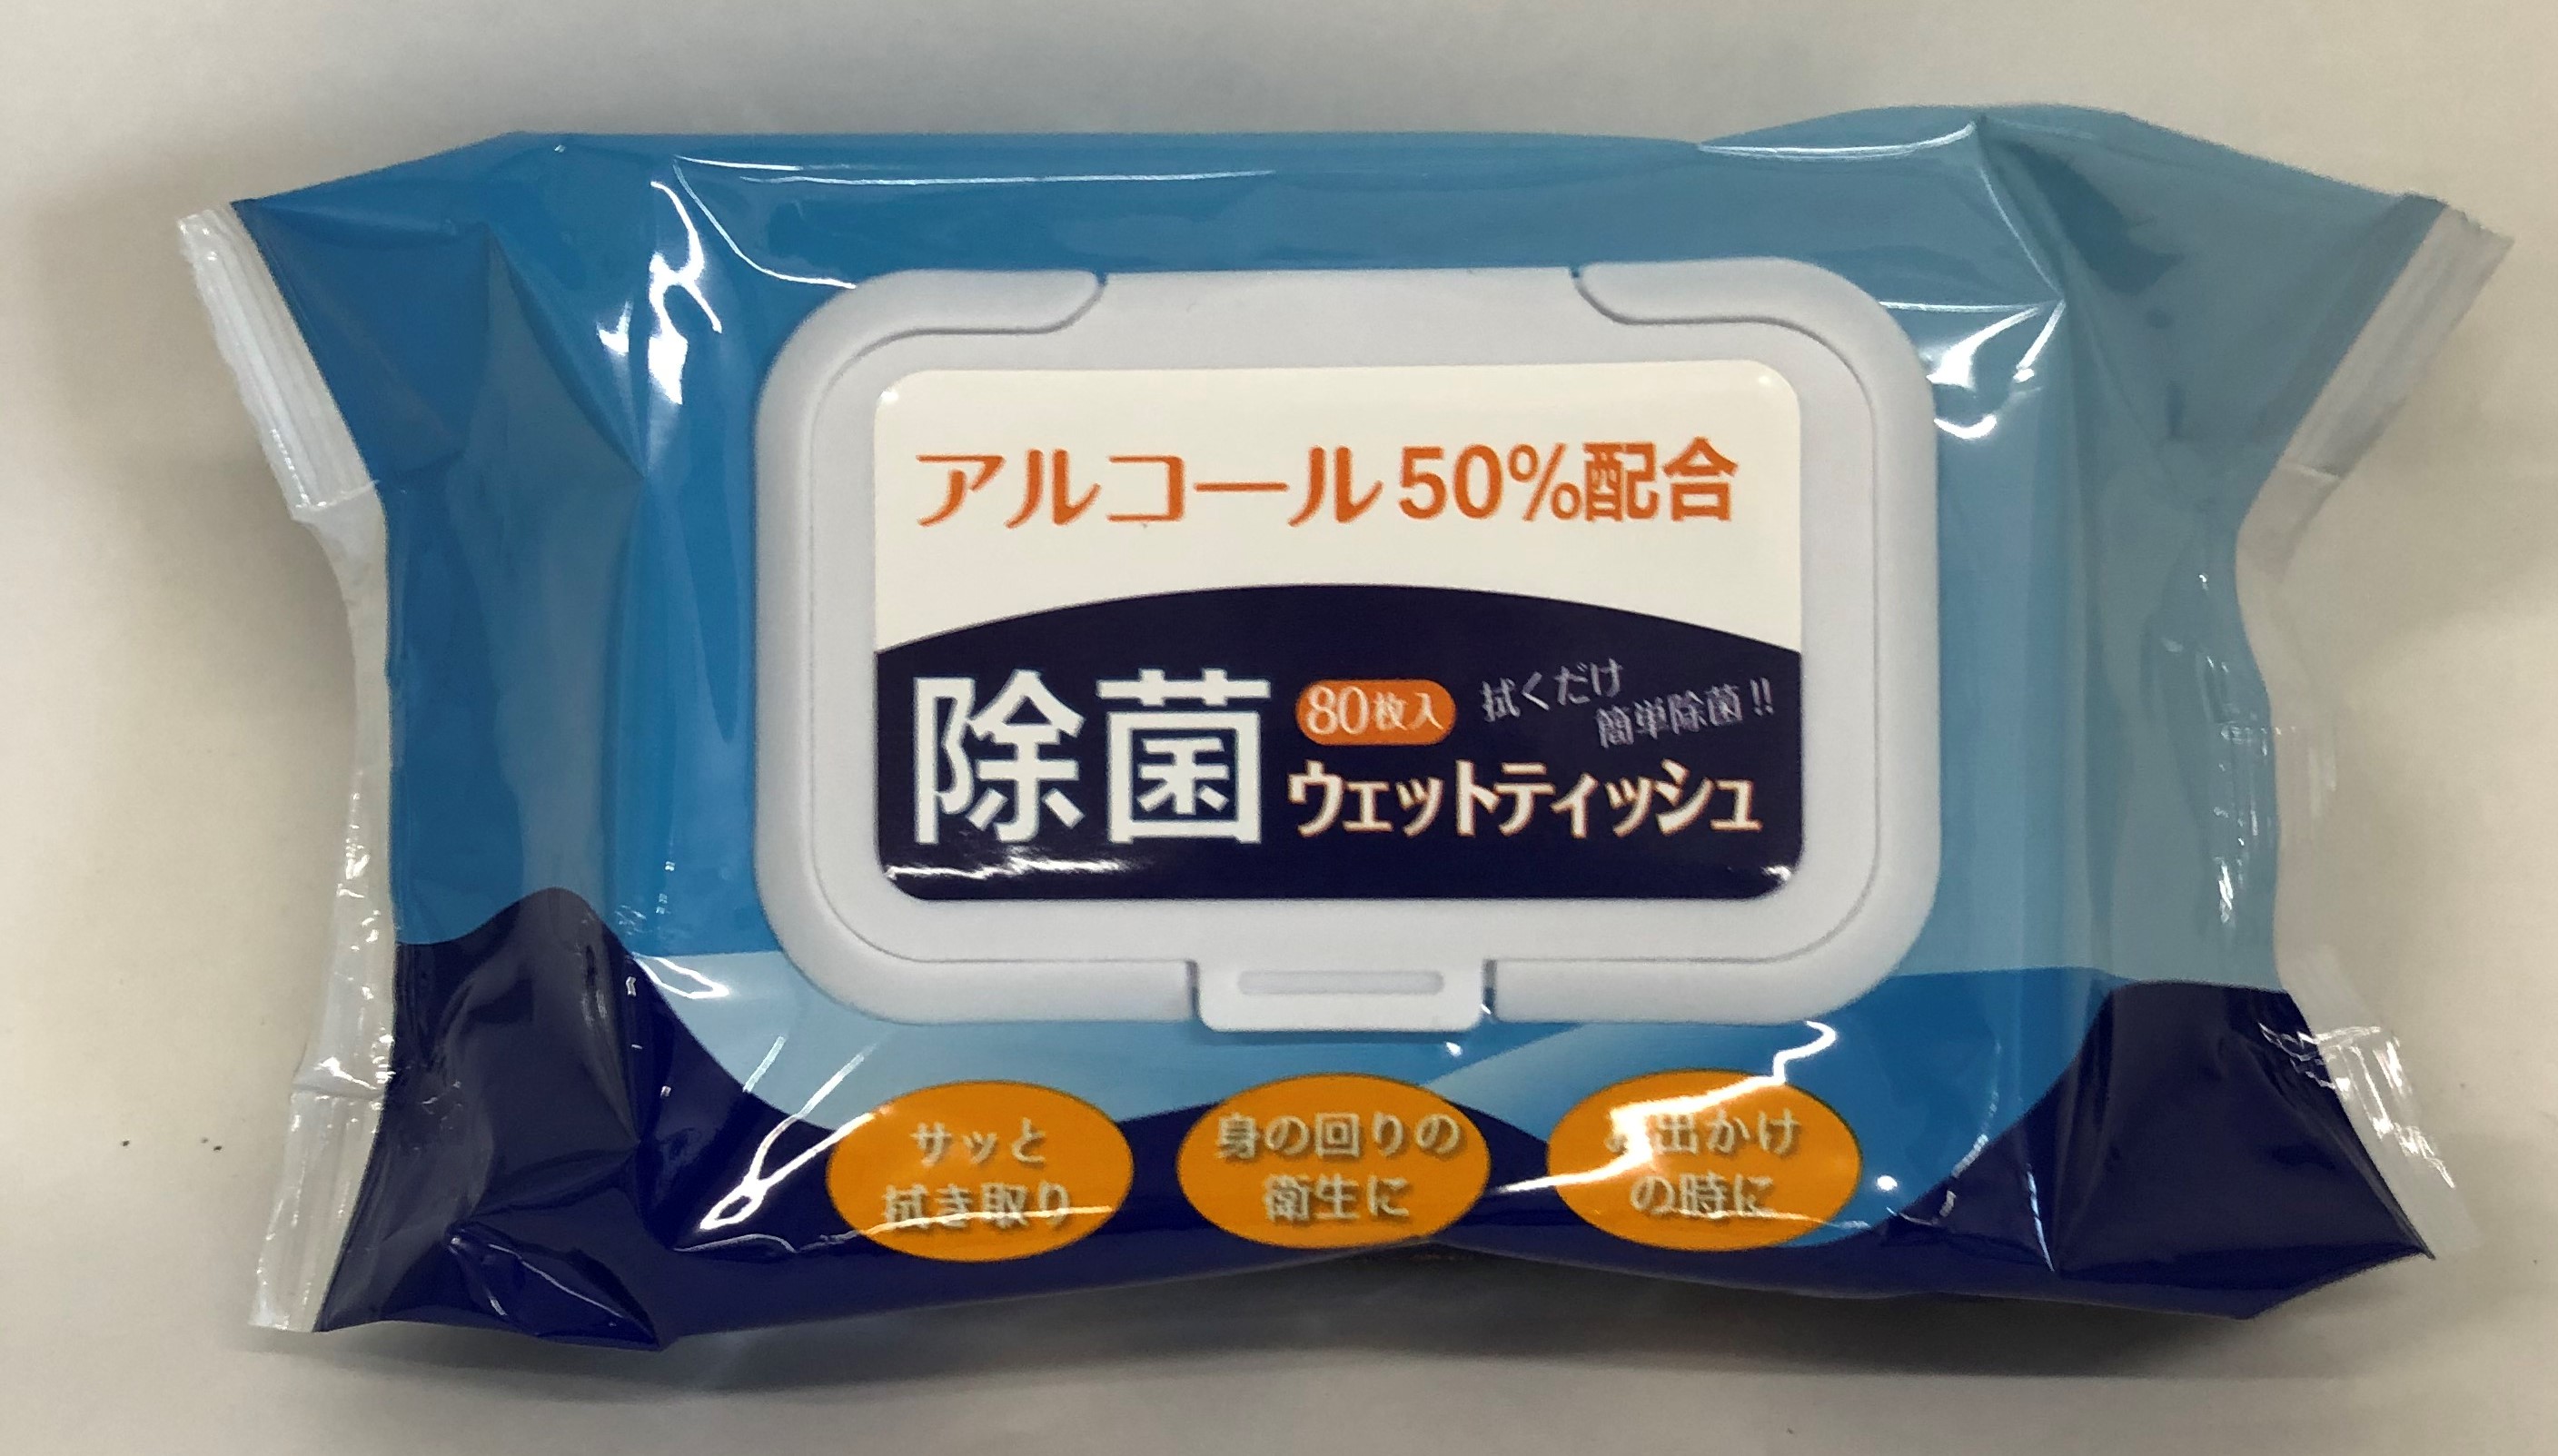 アルコール50%配合
除菌
80枚入
拭くだけ
簡単除菌!!
ウェットティッシュ
サッと
拭き取り
身の回りの
衛生に
お出かけ
の時に